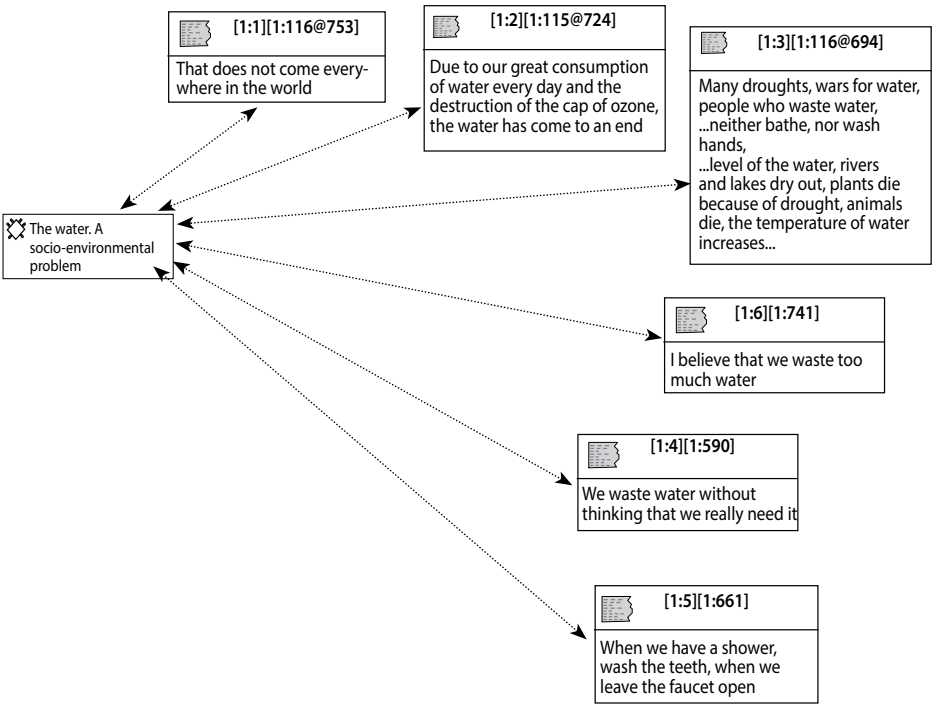 [1:1][1:116@753]
That does not come every-
where in the world
[1:2][1:115@724]
Due to our great consumption
of water every day and the
destruction of the cap of ozone,
the water has come to an end
[1:3][1:116@694]
Many droughts, wars for water,
people who waste water,
...neither bathe, nor wash
hands,
...level of the water, rivers
and lakes dry out, plants die
because of drought, animals
die, the temperature of water
increases...
The water. A
socio-environmental
problem
[1:6][1:741]
I believe that we waste too
much water
[1:4][1:590]
We waste water without
thinking that we really need it
[1:5][1:661]
When we have a shower,
wash the teeth, when we
leave the faucet open